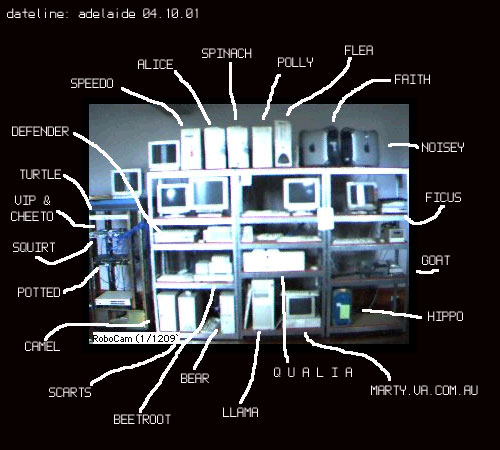 dateline: adelaide 04.10.01
FLEA
SPINACH
ALICE
POLLY
SPEEDO
FAITH
DEFENDER
NOISEY
TURTLE
FICUS
VIP &
CHEETO
SQUIRT
GOAT
POTTED
HIPPO
RoboCam (1/1209)
CAMEL
QUALIA
BEAR
SCARTS
MARTY.VA.COM.AU
LLAMA
BEETROOT